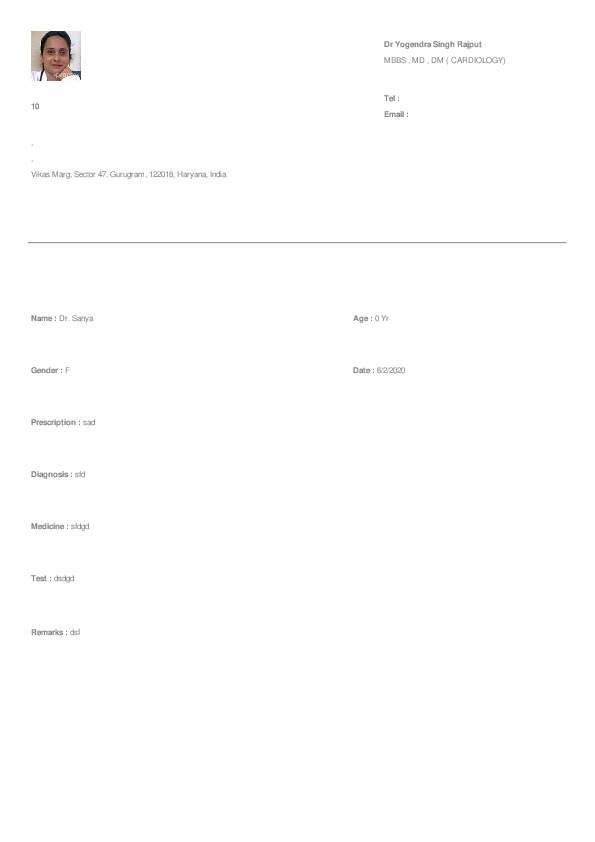 Dr Yogendra Singh Rajput
MBBS , MD , DM ( CARDIOLOGY)
Tel :
Email :
10
,
,
Vikas Marg, Sector 47, Gurugram, 122018, Haryana, India
Name : Dr. Sanya
Age : 0 Yr
Gender : F
Date : 6/2/2020
Prescription : sad
Diagnosis : sfd
Medicine : sfdgd
Test : dsdgd
Remarks : dsf